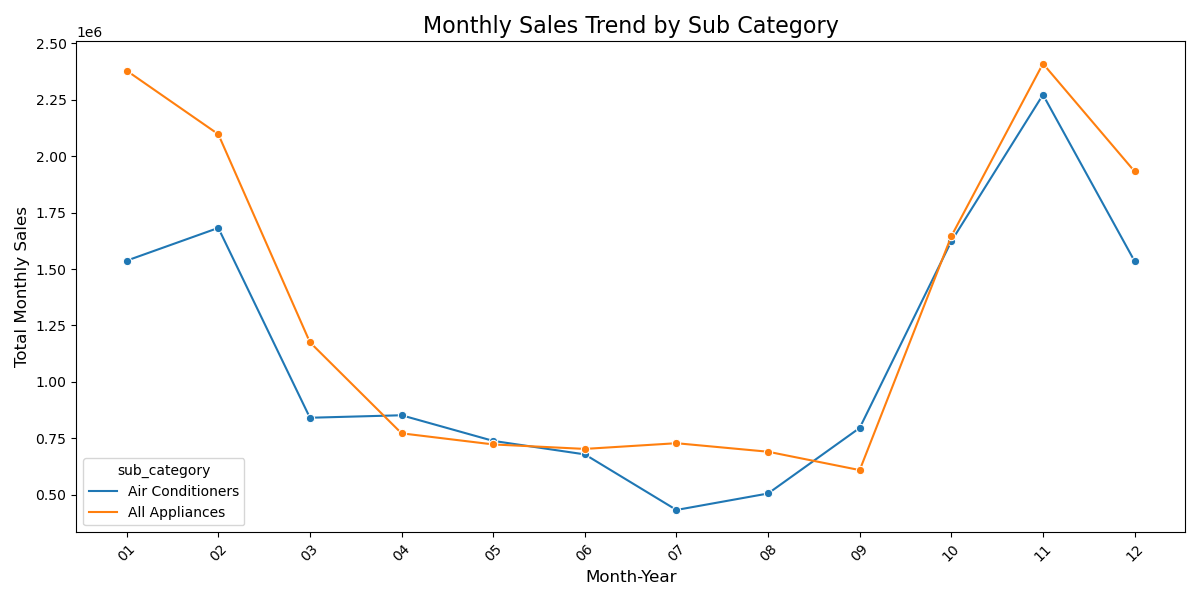 Monthly Sales Trend by Sub Category
1e6
2.50
2.25
2.00
1.75
1.50
1.25
1.00
0.75
0.50
Total Monthly Sales
sub_category
Air Conditioners
All Appliances
01 02 03 04 05 06 07 08 09 10 11 12
Month-Year